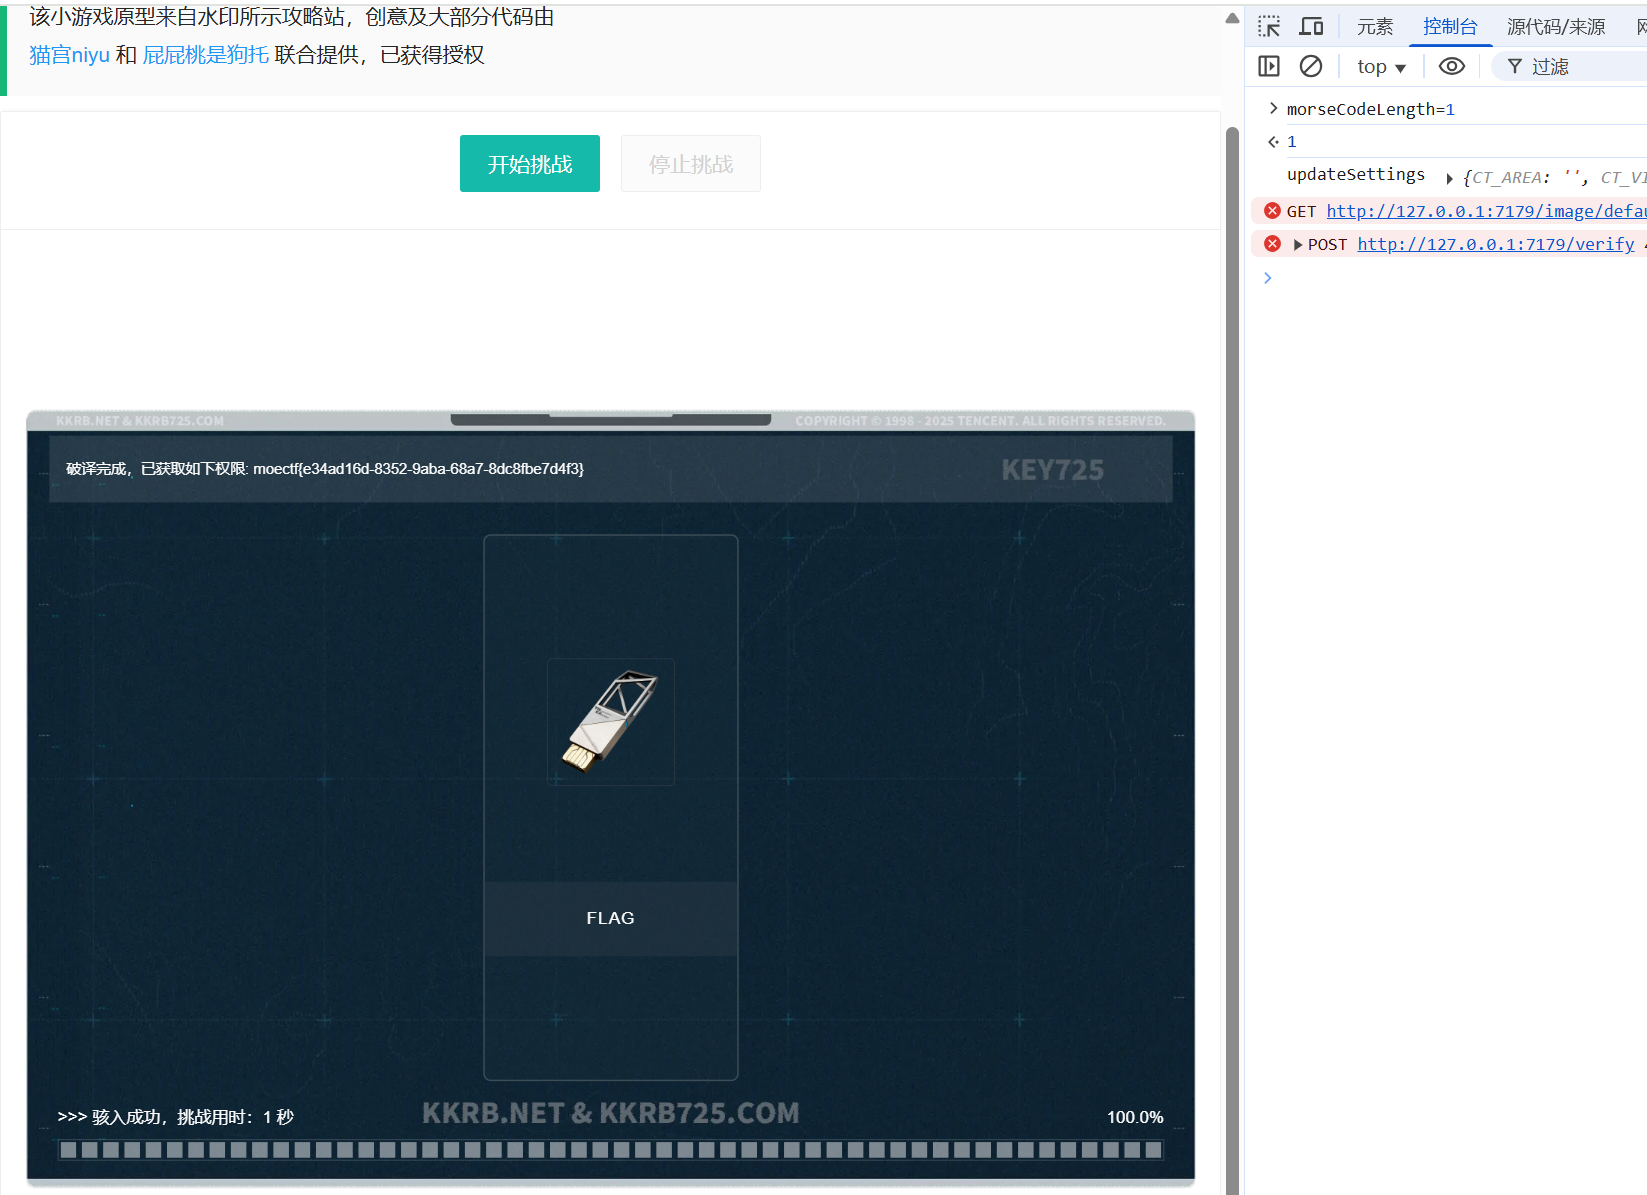 该小游戏原型来自水印所示攻略站，创意及大部分代码由
猫宫niyu 和 屁屁桃是狗托 联合提供，已获得授权
开始挑战 停止挑战
KKRB.NET & KKRB725.COM
COPYRIGHT © 1998 - 2025 TENCENT. ALL RIGHTS RESERVED.
破译完成，已获取如下权限: moectf{e34ad16d-8352-9aba-68a7-8dc8fbe7d4f3}
KEY725
FLAG
>>> 骇入成功，挑战用时：1 秒
KKRB.NET & KKRB725.COM
100.0%
元素 控制台 源代码/来源
top 过滤
morseCodeLength=1
1
updateSettings {CT_AREA: '', CT_VI
GET http://127.0.0.1:7179/image/defau
POST http://127.0.0.1:7179/verify